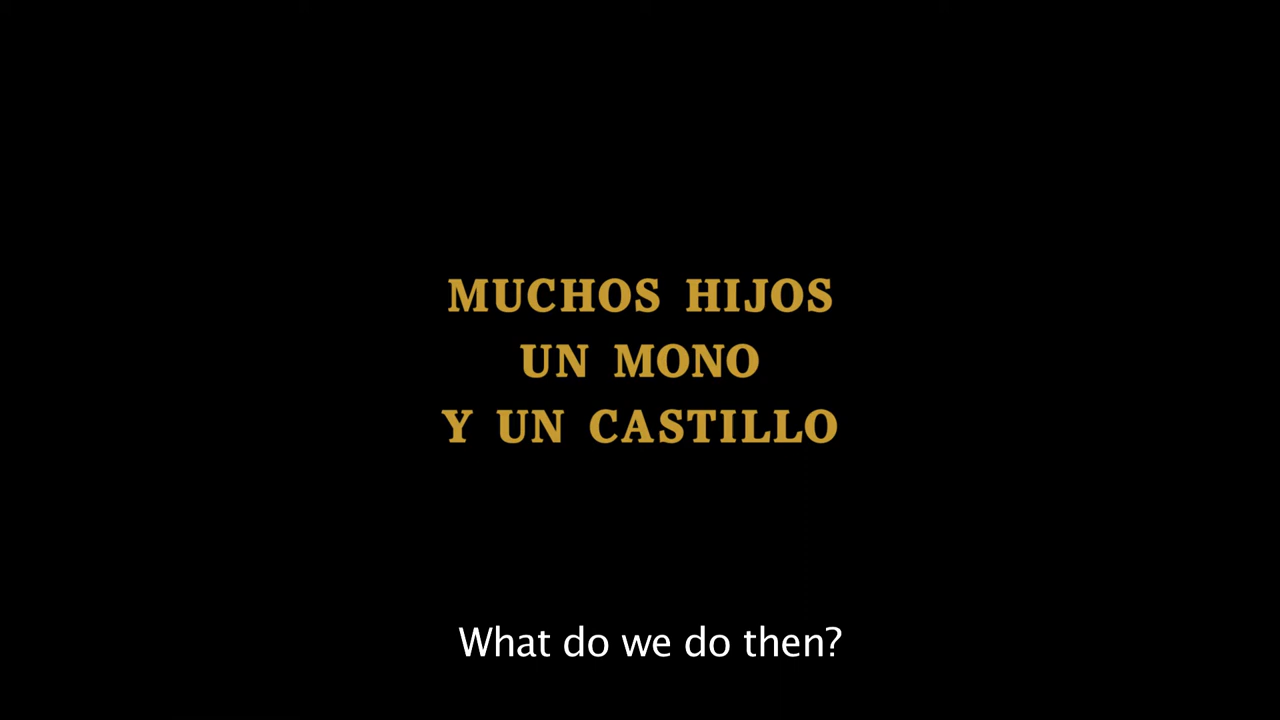 MUCHOS HIJOS
UN MONO
Y UN CASTILLO
What do we do then?